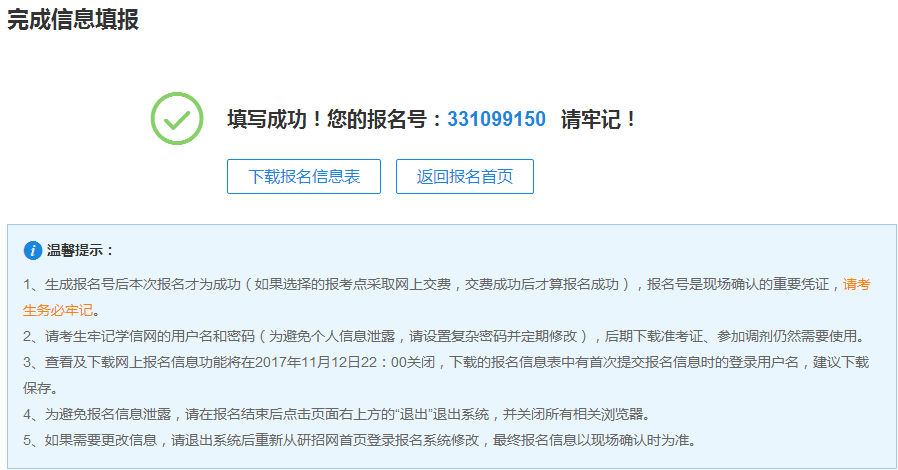 完成信息填报
填写成功！您的报名号：331099150 请牢记！
下载报名信息表 返回报名首页
温馨提示：
1、生成报名号后本次报名才为成功（如果选择的报考点采取网上交费，交费成功后才算报名成功），报名号是现场确认的重要凭证，请考
生务必牢记。
2、请考生牢记学信网的用户名和密码（为避免个人信息泄露，请设置复杂密码并定期修改），后期下载准考证、参加调剂仍然需要使用。
3、查看及下载网上报名信息功能将在2017年11月12日22：00关闭，下载的报名信息表中有首次提交报名信息时的登录用户名，建议下载
保存。
4、为避免报名信息泄露，请在报名结束后点击页面右上方的“退出”退出系统，并关闭所有相关浏览器。
5、如果需要更改信息，请退出系统后重新从研招网首页登录报名系统修改，最终报名信息以现场确认时为准。